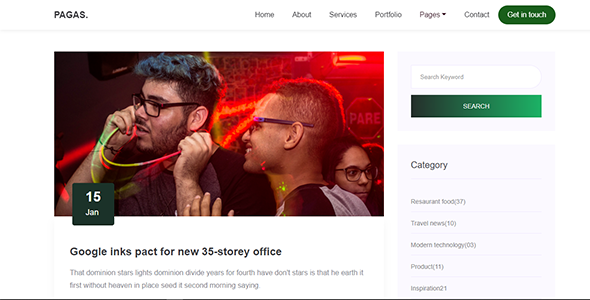 PAGAS.
Home About Services Portfolio Pages Contact Get in touch
PARE
15
Jan
Google inks pact for new 35-storey office
That dominion stars lights dominion divide years for fourth have don't stars is that he earth it
first without heaven in place seed it second morning saying.
Search Keyword
SEARCH
Category
Resaurant food(37)
Travel news(10)
Modern technology(03)
Product(11)
Inspiration21